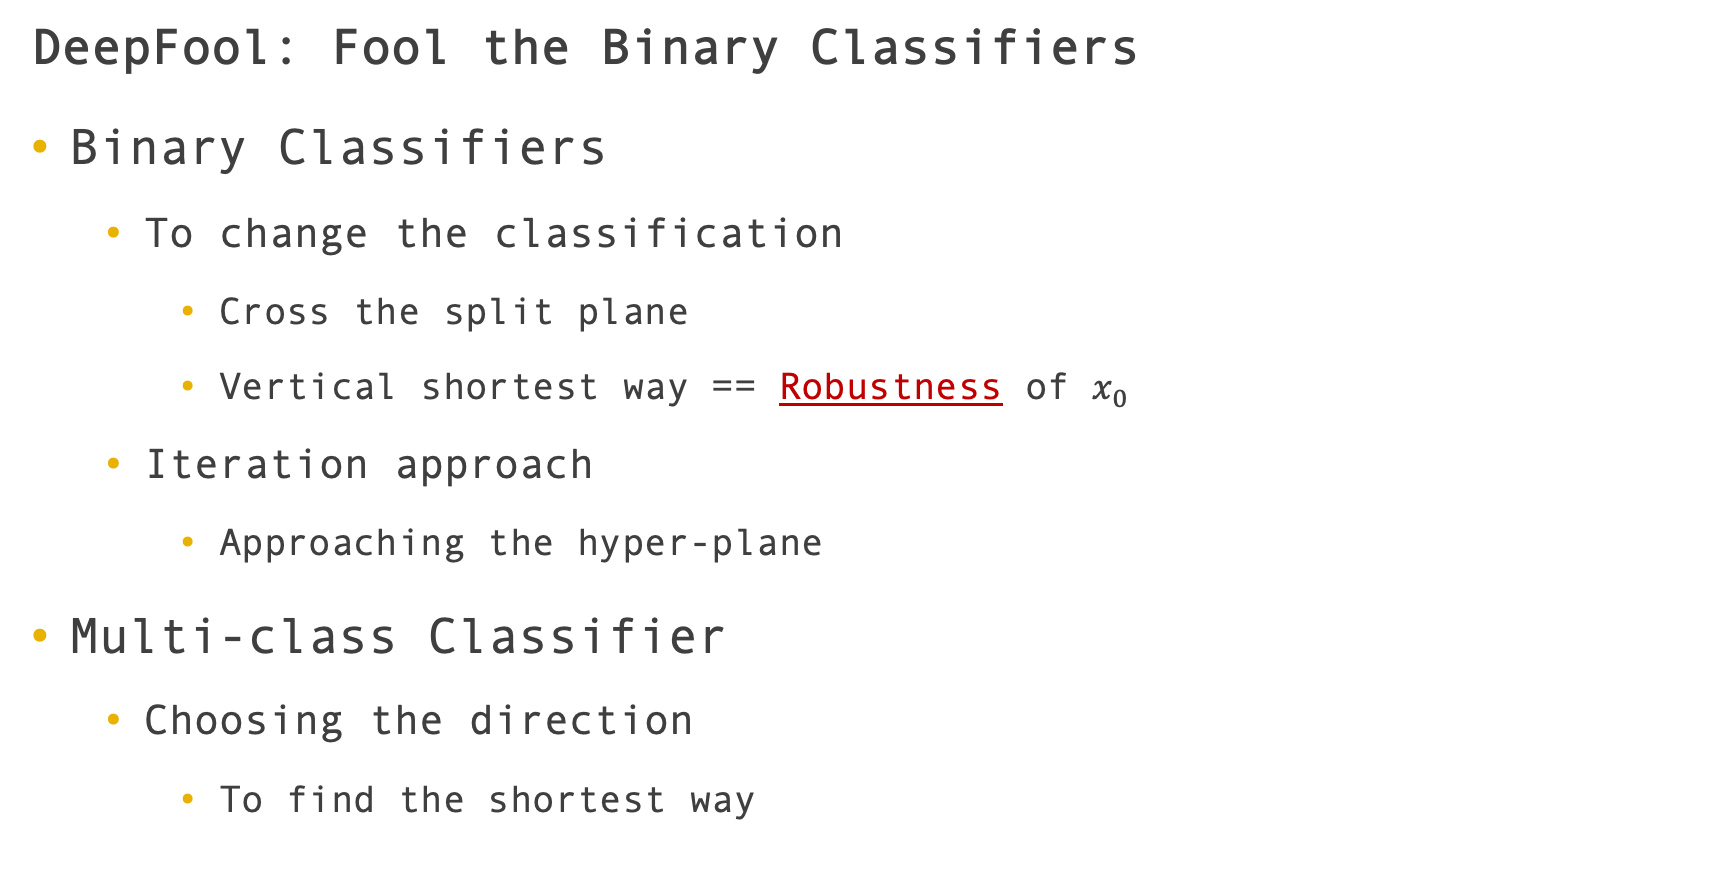 DeepFool: Fool the Binary Classifiers
• Binary Classifiers
• To change the classification
• Cross the split plane
• Vertical shortest way == Robustness of x₀
• Iteration approach
• Approaching the hyper-plane
• Multi-class Classifier
• Choosing the direction
• To find the shortest way